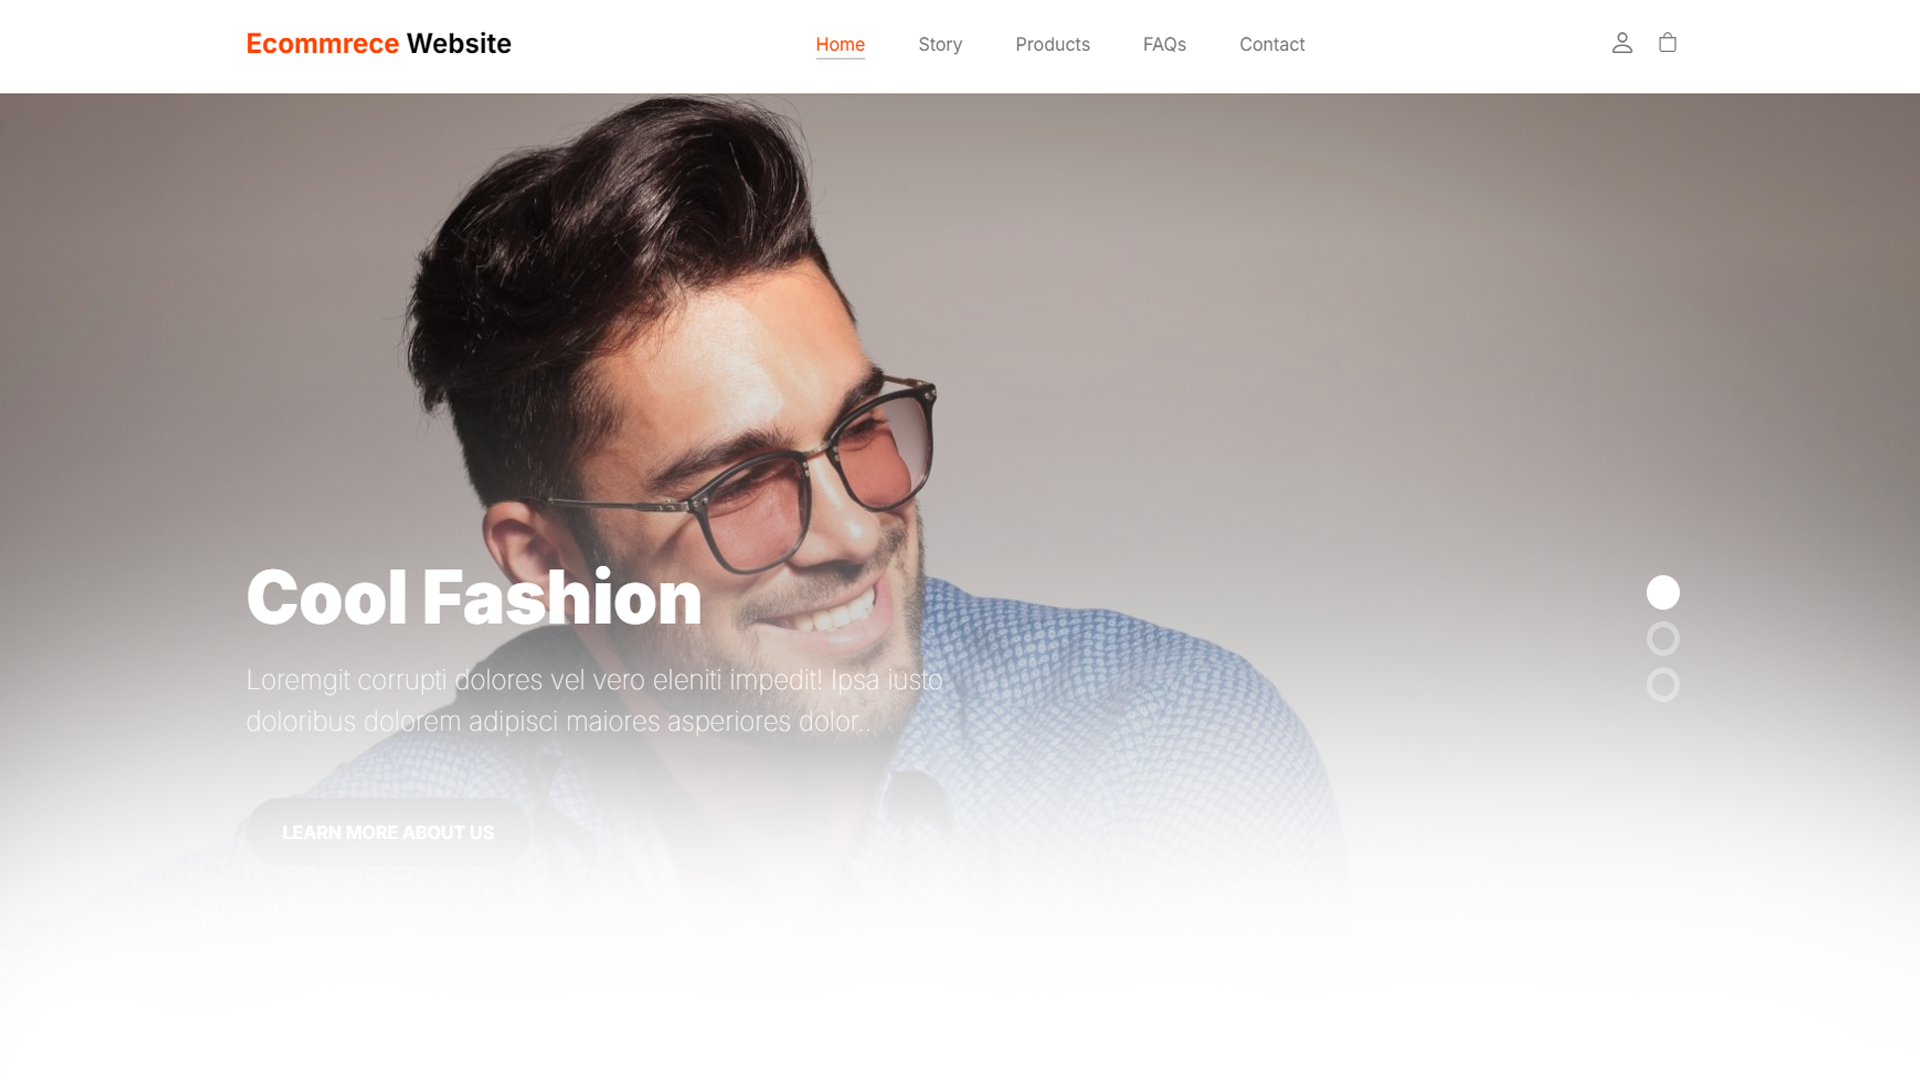 Ecommrece Website
Home
Story
Products
FAQs
Contact
Cool Fashion
Loremgit corrupti dolores vel vero eleniti impedit! Ipsa iusto
doloribus dolorem adipisci maiores asperiores dolor..
LEARN MORE ABOUT US